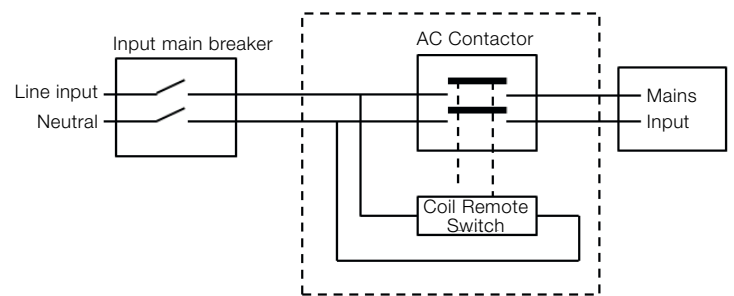 Input main breaker
AC Contactor
Line input
Neutral
Mains
Input
Coil Remote
Switch